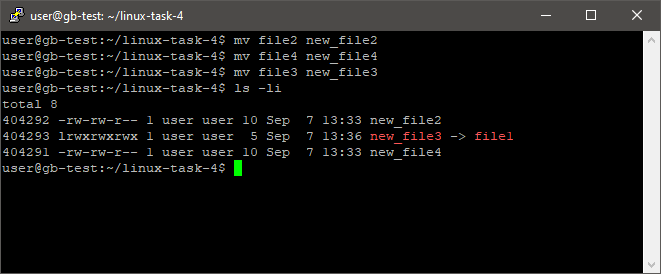 user@gb-test: ~/linux-task-4
user@gb-test:~/linux-task-4$ mv file2 new_file2
user@gb-test:~/linux-task-4$ mv file4 new_file4
user@gb-test:~/linux-task-4$ mv file3 new_file3
user@gb-test:~/linux-task-4$ ls -li
total 8
404292 -rw-rw-r-- 1 user user 10 Sep  7 13:33 new_file2
404293 lrwxrwxrwx 1 user user  5 Sep  7 13:36 new_file3 -> file1
404291 -rw-rw-r-- 1 user user 10 Sep  7 13:33 new_file4
user@gb-test:~/linux-task-4$